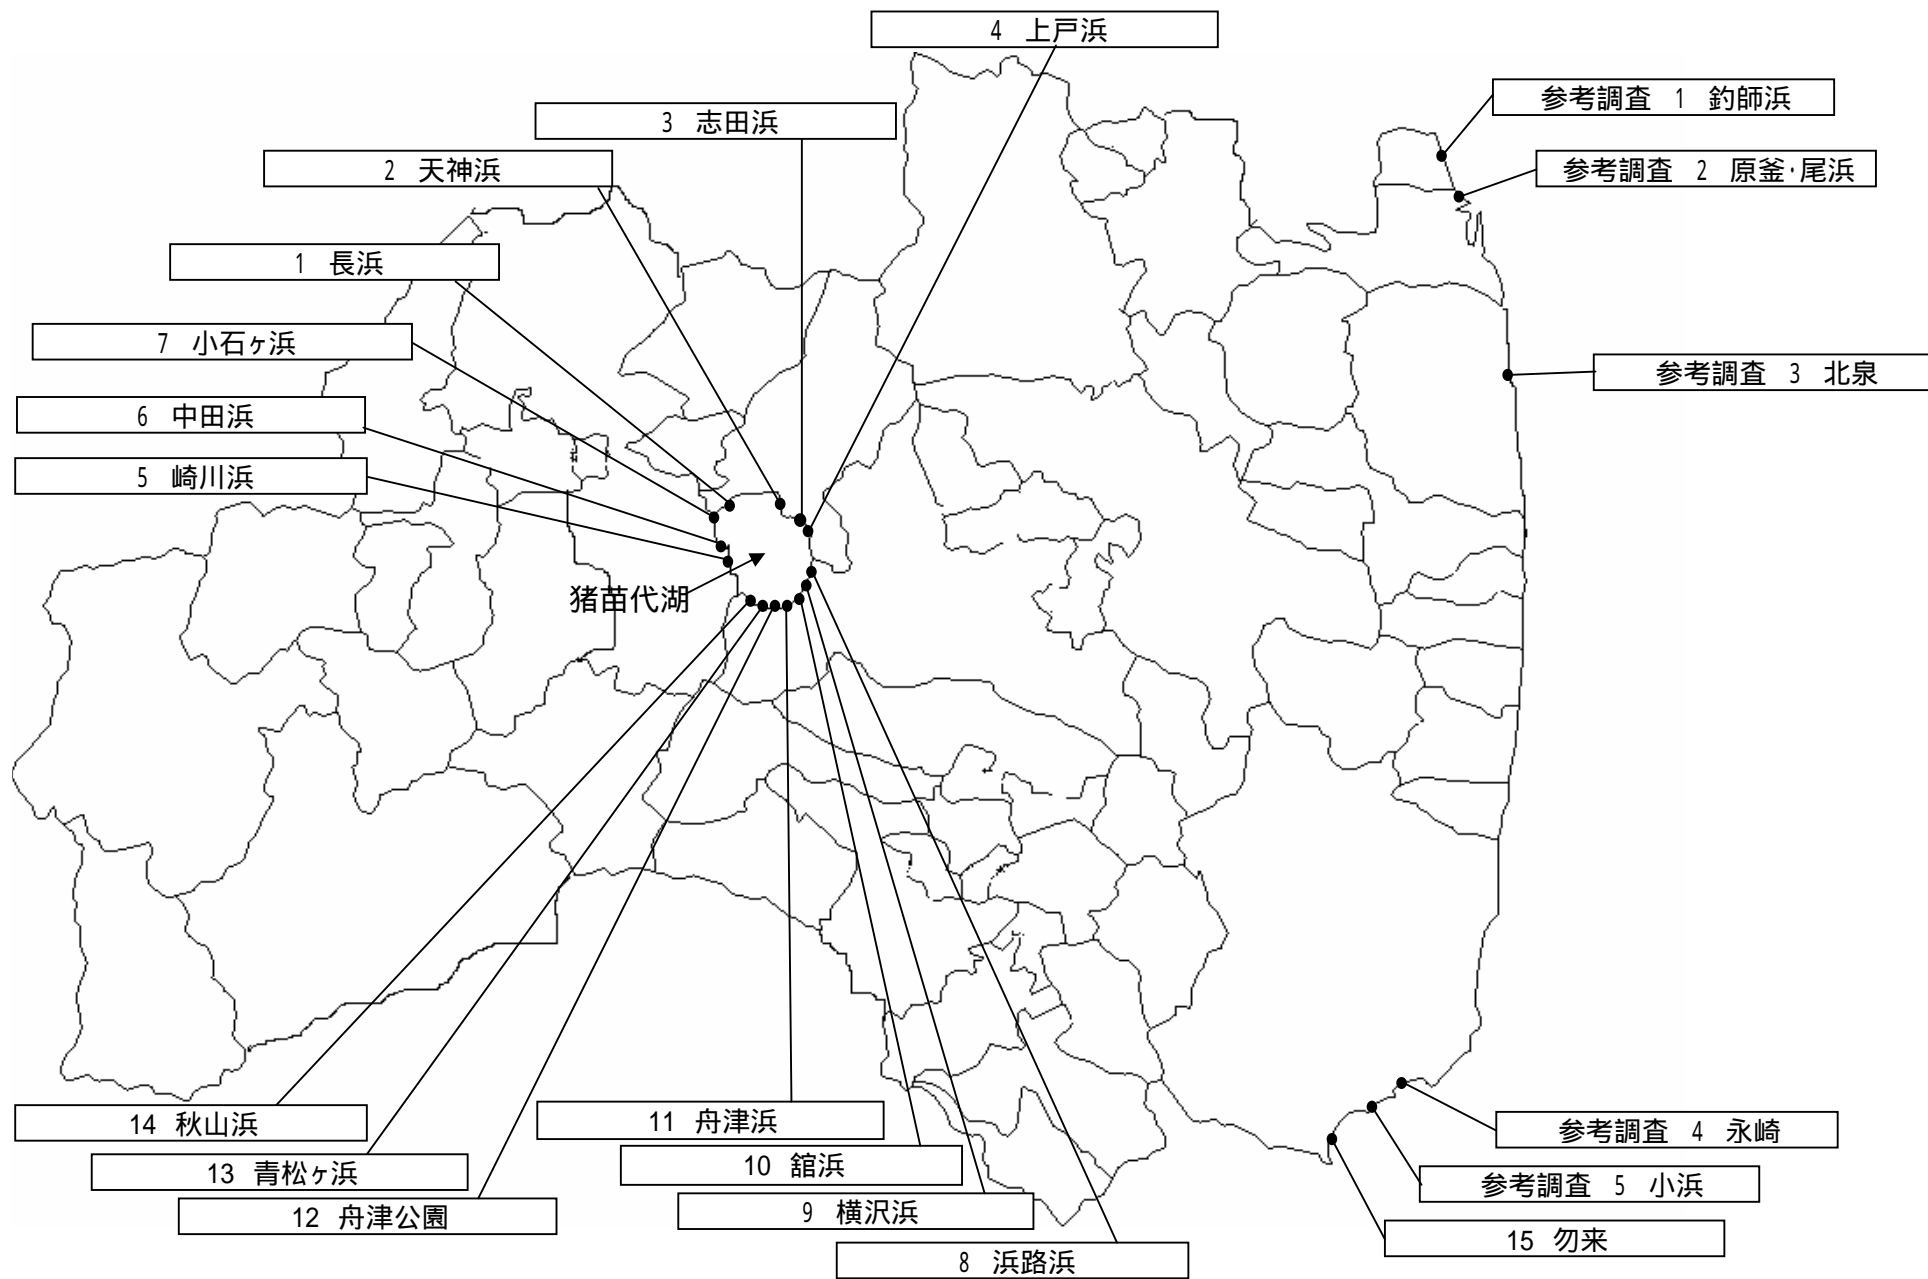 4 上戸浜
参考調査 1 釣師浜
3 志田浜
参考調査 2 原釜･尾浜
2 天神浜
1 長浜
7 小石ヶ浜
参考調査 3 北泉
6 中田浜
5 崎川浜
猪苗代湖
14 秋山浜
11 舟津浜
参考調査 4 永崎
13 青松ヶ浜
10 舘浜
参考調査 5 小浜
12 舟津公園
9 横沢浜
15 勿来
8 浜路浜